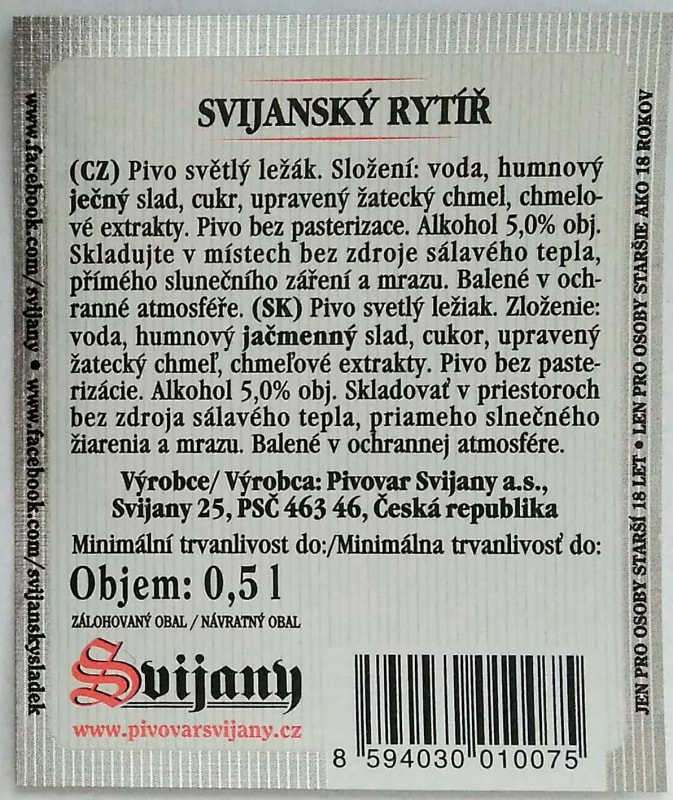 SVIJANSKÝ RYTÍŘ
(CZ) Pivo světlý ležák. Složení: voda, humnový
ječný slad, cukr, upravený žatecký chmel, chmelo-
vé extrakty. Pivo bez pasterizace. Alkohol 5,0% obj.
Skladujte v místech bez zdroje sálavého tepla,
přímého slunečního záření a mrazu. Balené v och-
ranné atmosféře. (SK) Pivo svetlý ležiak. Zloženie:
voda, humnový jačmenný slad, cukor, upravený
žatecký chmeľ, chmeľové extrakty. Pivo bez paste-
rizácie. Alkohol 5,0% obj. Skladovať v priestoroch
bez zdroja sálavého tepla, priameho slnečného
žiarenia a mrazu. Balené v ochrannej atmosfére.
Výrobce/ Výrobca: Pivovar Svijany a.s.,
Svijany 25, PSČ 463 46, Česká republika
Minimální trvanlivost do:/Minimálna trvanlivosť do:
Objem: 0,5 l
ZÁLOHOVANÝ OBAL / NÁVRATNÝ OBAL
Svijany
www.pivovarsvijany.cz
8 594030 010075
www.facebook.com/svijany • www.facebook.com/svijanskysladek
JEN PRO OSOBY STARŠÍ 18 LET • LEN PRO OSOBY STARŠIE AKO 18 ROKOV